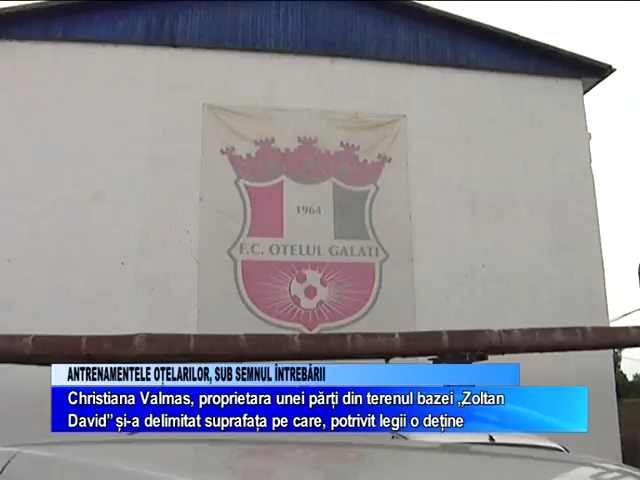 1964
F.C. OTELUL GALATI
ANTRENAMENTELE OȚELARILOR, SUB SEMNUL ÎNTREBĂRII
Christiana Valmas, proprietara unei părți din terenul bazei „Zoltan
David” și-a delimitat suprafața pe care, potrivit legii o deține